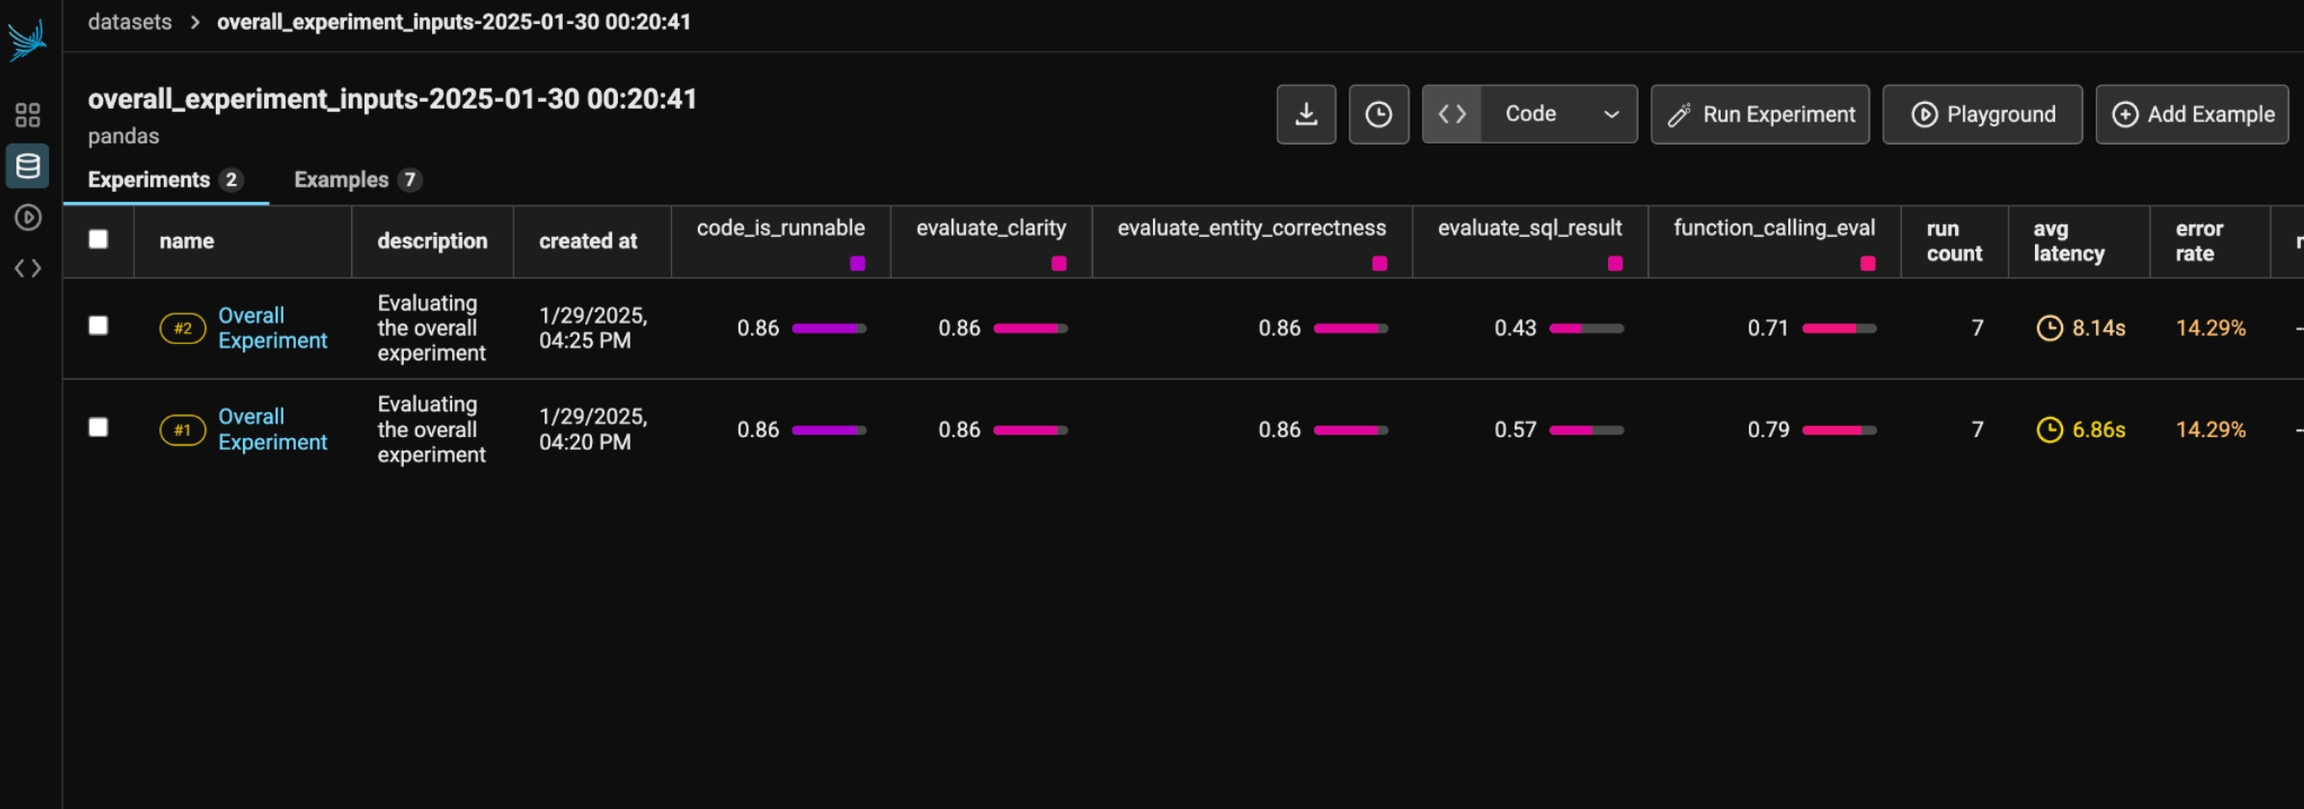 datasets > overall_experiment_inputs-2025-01-30 00:20:41
overall_experiment_inputs-2025-01-30 00:20:41
pandas
Code
Run Experiment
Playground
Add Example
Experiments 2
Examples 7
name
description
created at
code_is_runnable
evaluate_clarity
evaluate_entity_correctness
evaluate_sql_result
function_calling_eval
run
count
avg
latency
error
rate
#2
Overall
Experiment
Evaluating
the overall
experiment
1/29/2025,
04:25 PM
0.86
0.86
0.86
0.43
0.71
7
8.14s
14.29%
#1
Overall
Experiment
Evaluating
the overall
experiment
1/29/2025,
04:20 PM
0.86
0.86
0.86
0.57
0.79
7
6.86s
14.29%